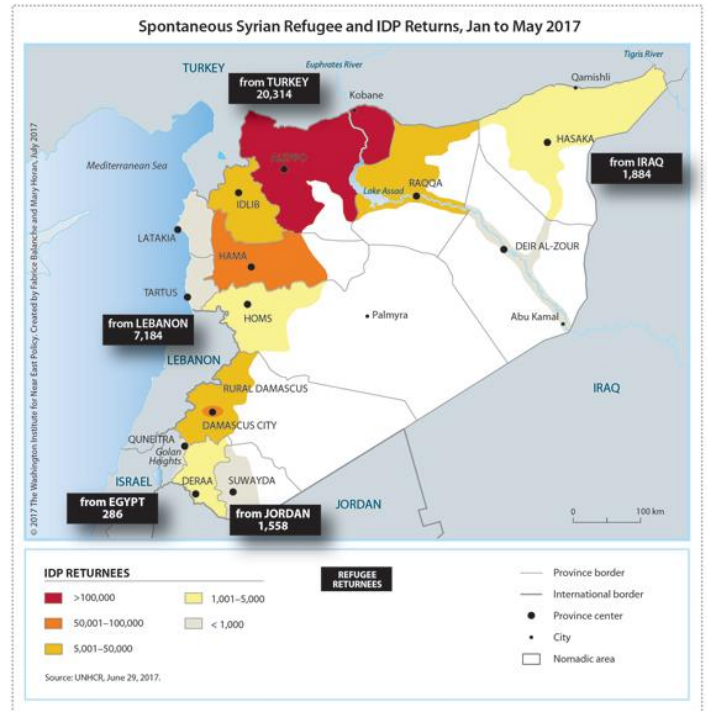 Spontaneous Syrian Refugee and IDP Returns, Jan to May 2017
Tigris River
Euphrates River
TURKEY
from TURKEY
20,314
Qamishli
Kobane
HASAKA
ALEPPO
from IRAQ
1,884
Mediterranean Sea
Lake Assad
RAQQA
IDLIB
LATAKIA
DEIR AL-ZOUR
HAMA
TARTUS
Abu Kamal
Palmyra
HOMS
from LEBANON
7,184
LEBANON
IRAQ
RURAL DAMASCUS
DAMASCUS CITY
QUNEITRA
Golan
Heights
ISRAEL
DERAA
SUWAYDA
from EGYPT
286
from JORDAN
1,558
JORDAN
0
100 km
© 2017 The Washington Institute for Near East Policy. Created by Fabrice Balanche and Mary Horan, July 2017
IDP RETURNEES
>100,000
50,001–100,000
5,001–50,000
1,001–5,000
< 1,000
REFUGEE
RETURNEES
Province border
International border
Province center
City
Nomadic area
Source: UNHCR, June 29, 2017.